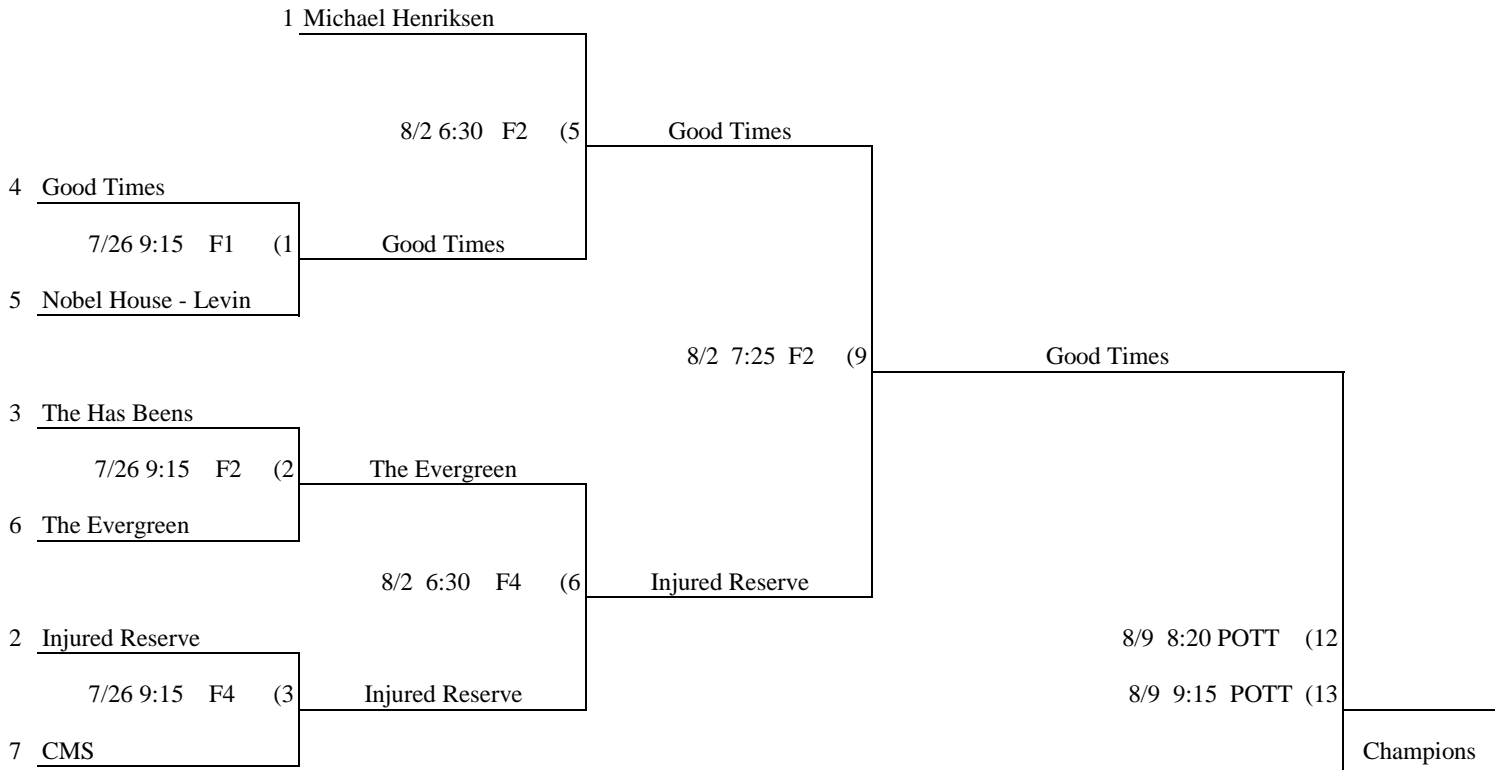 1 Michael Henriksen
8/2 6:30 F2 (5
Good Times
4 Good Times
7/26 9:15 F1 (1
Good Times
5 Nobel House - Levin
8/2 7:25 F2 (9
Good Times
3 The Has Beens
7/26 9:15 F2 (2
The Evergreen
6 The Evergreen
8/2 6:30 F4 (6
Injured Reserve
2 Injured Reserve
8/9 8:20 POTT (12
7/26 9:15 F4 (3
Injured Reserve
8/9 9:15 POTT (13
7 CMS
Champions